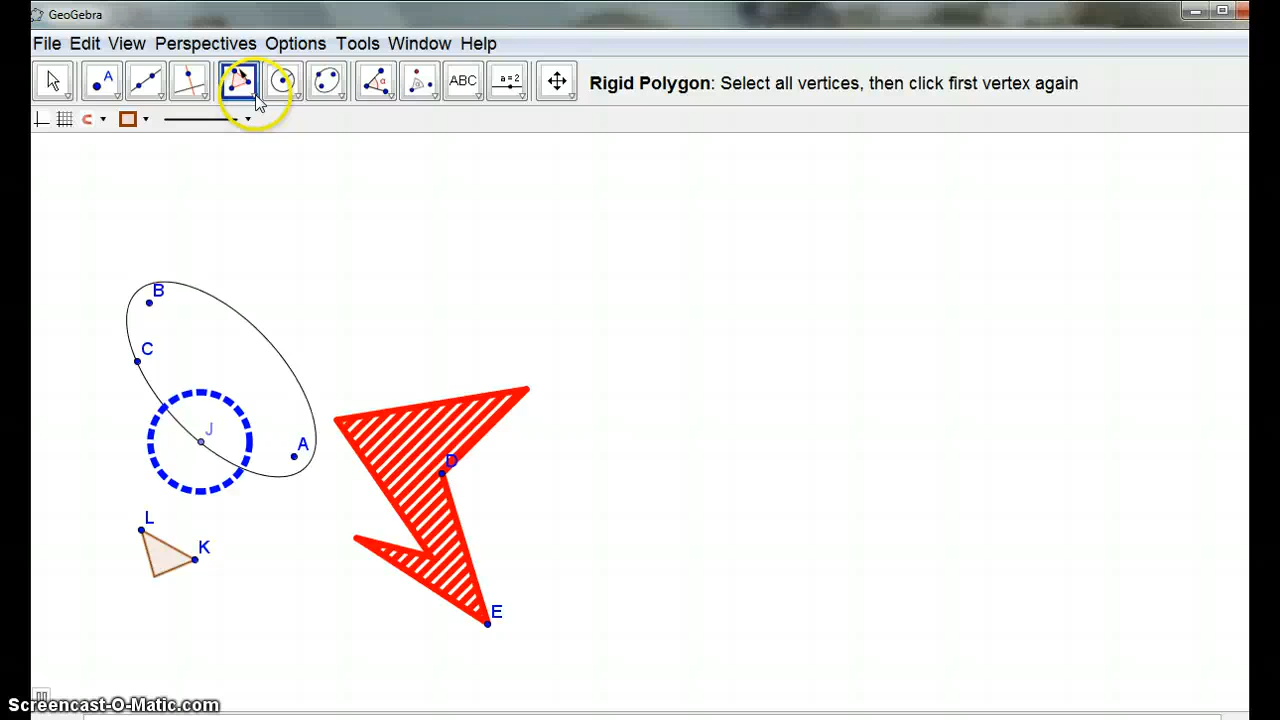 GeoGebra
File Edit View Perspectives Options Tools Window Help
A α α ABC a = 2 Rigid Polygon: Select all vertices, then click first vertex again
B
C
J
A
D
L
K
E
Screencast-O-Matic.com